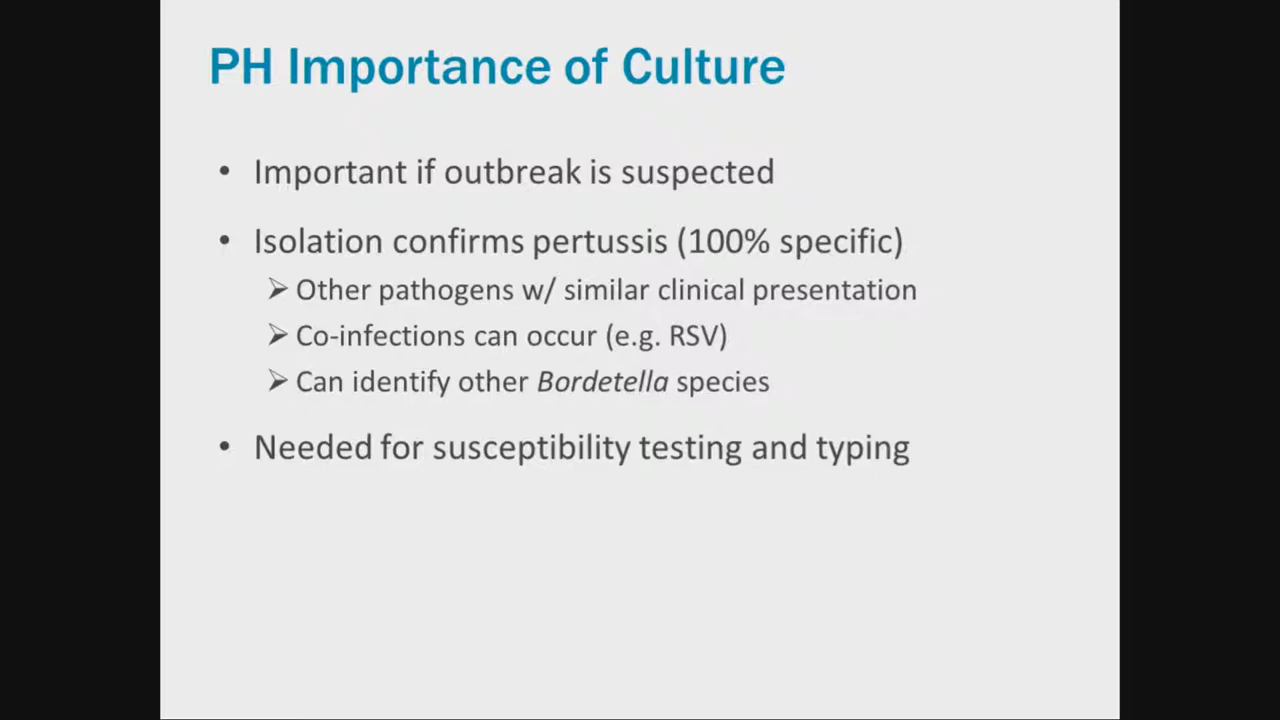 PH Importance of Culture
• Important if outbreak is suspected
• Isolation confirms pertussis (100% specific)
➢ Other pathogens w/ similar clinical presentation
➢ Co-infections can occur (e.g. RSV)
➢ Can identify other Bordetella species
• Needed for susceptibility testing and typing